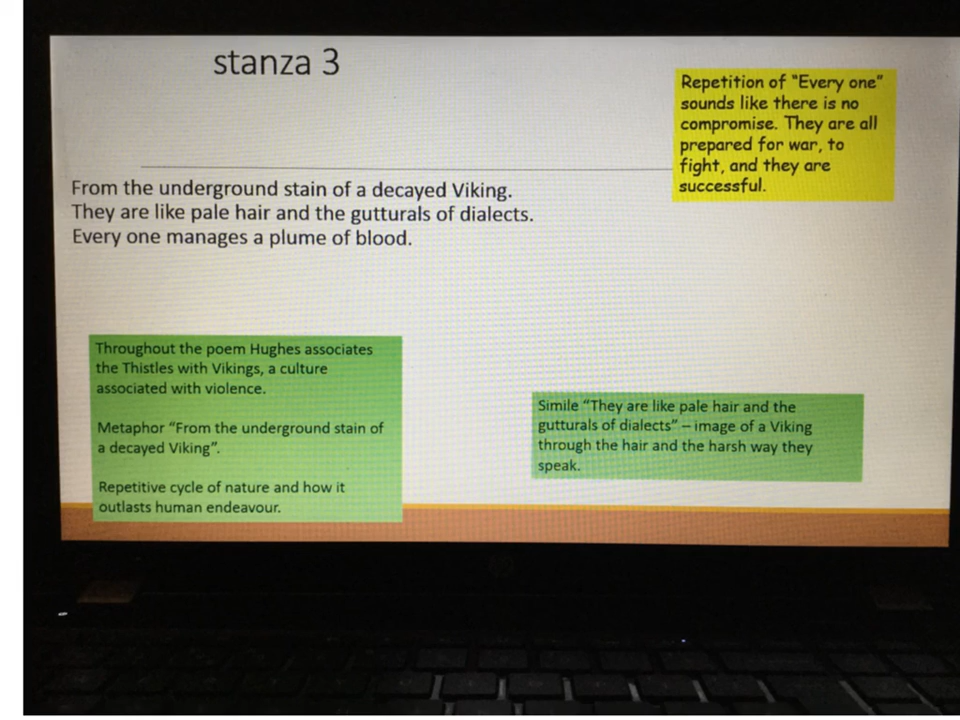 stanza 3
Repetition of "Every one"
sounds like there is no
compromise. They are all
prepared for war, to
fight, and they are
successful.
From the underground stain of a decayed Viking.
They are like pale hair and the gutturals of dialects.
Every one manages a plume of blood.
Throughout the poem Hughes associates
the Thistles with Vikings, a culture
associated with violence.
Metaphor “From the underground stain of
a decayed Viking”.
Repetitive cycle of nature and how it
outlasts human endeavour.
Simile “They are like pale hair and the
gutturals of dialects” – image of a Viking
through the hair and the harsh way they
speak.